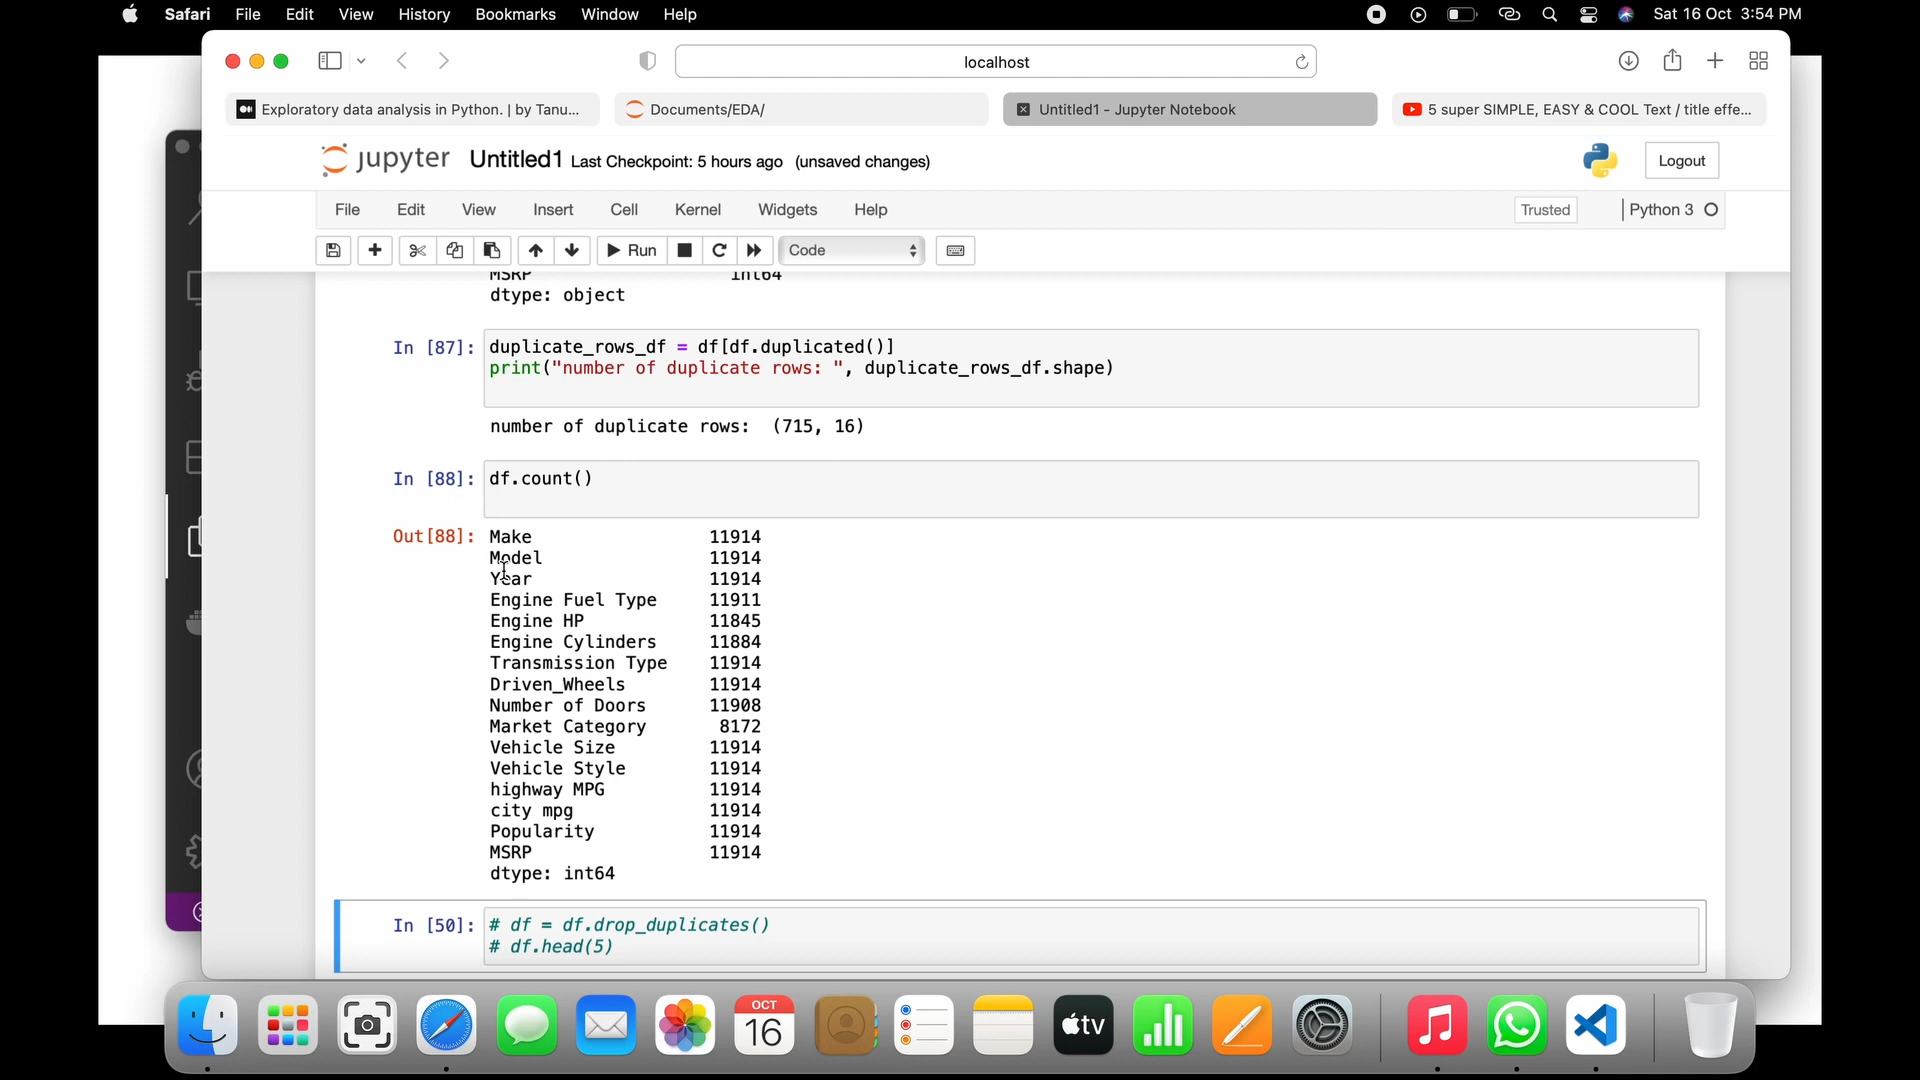 Safari File Edit View History Bookmarks Window Help Sat 16 Oct 3:54 PM
localhost
Exploratory data analysis in Python. | by Tanu... Documents/EDA/ Untitled1 - Jupyter Notebook 5 super SIMPLE, EASY & COOL Text / title effe...
jupyter Untitled1 Last Checkpoint: 5 hours ago (unsaved changes) Logout
File Edit View Insert Cell Kernel Widgets Help Trusted Python 3
Run Code
MSRP int64
dtype: object
In [87]: duplicate_rows_df = df[df.duplicated()]
print("number of duplicate rows: ", duplicate_rows_df.shape)
number of duplicate rows: (715, 16)
In [88]: df.count()
Out[88]: Make 11914
Model 11914
Year 11914
Engine Fuel Type 11911
Engine HP 11845
Engine Cylinders 11884
Transmission Type 11914
Driven_Wheels 11914
Number of Doors 11908
Market Category 8172
Vehicle Size 11914
Vehicle Style 11914
highway MPG 11914
city mpg 11914
Popularity 11914
MSRP 11914
dtype: int64
In [50]: # df = df.drop_duplicates()
# df.head(5)
OCT
16
tv